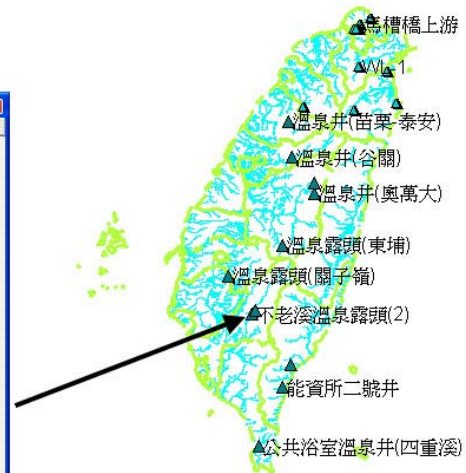 馬槽橋上游
WL-1
溫泉井(苗栗-泰安)
溫泉井(谷關)
溫泉井(奧萬大)
溫泉露頭(東埔)
溫泉露頭(關子嶺)
不老溪溫泉露頭(2)
能資所二號井
公共浴室溫泉井(四重溪)